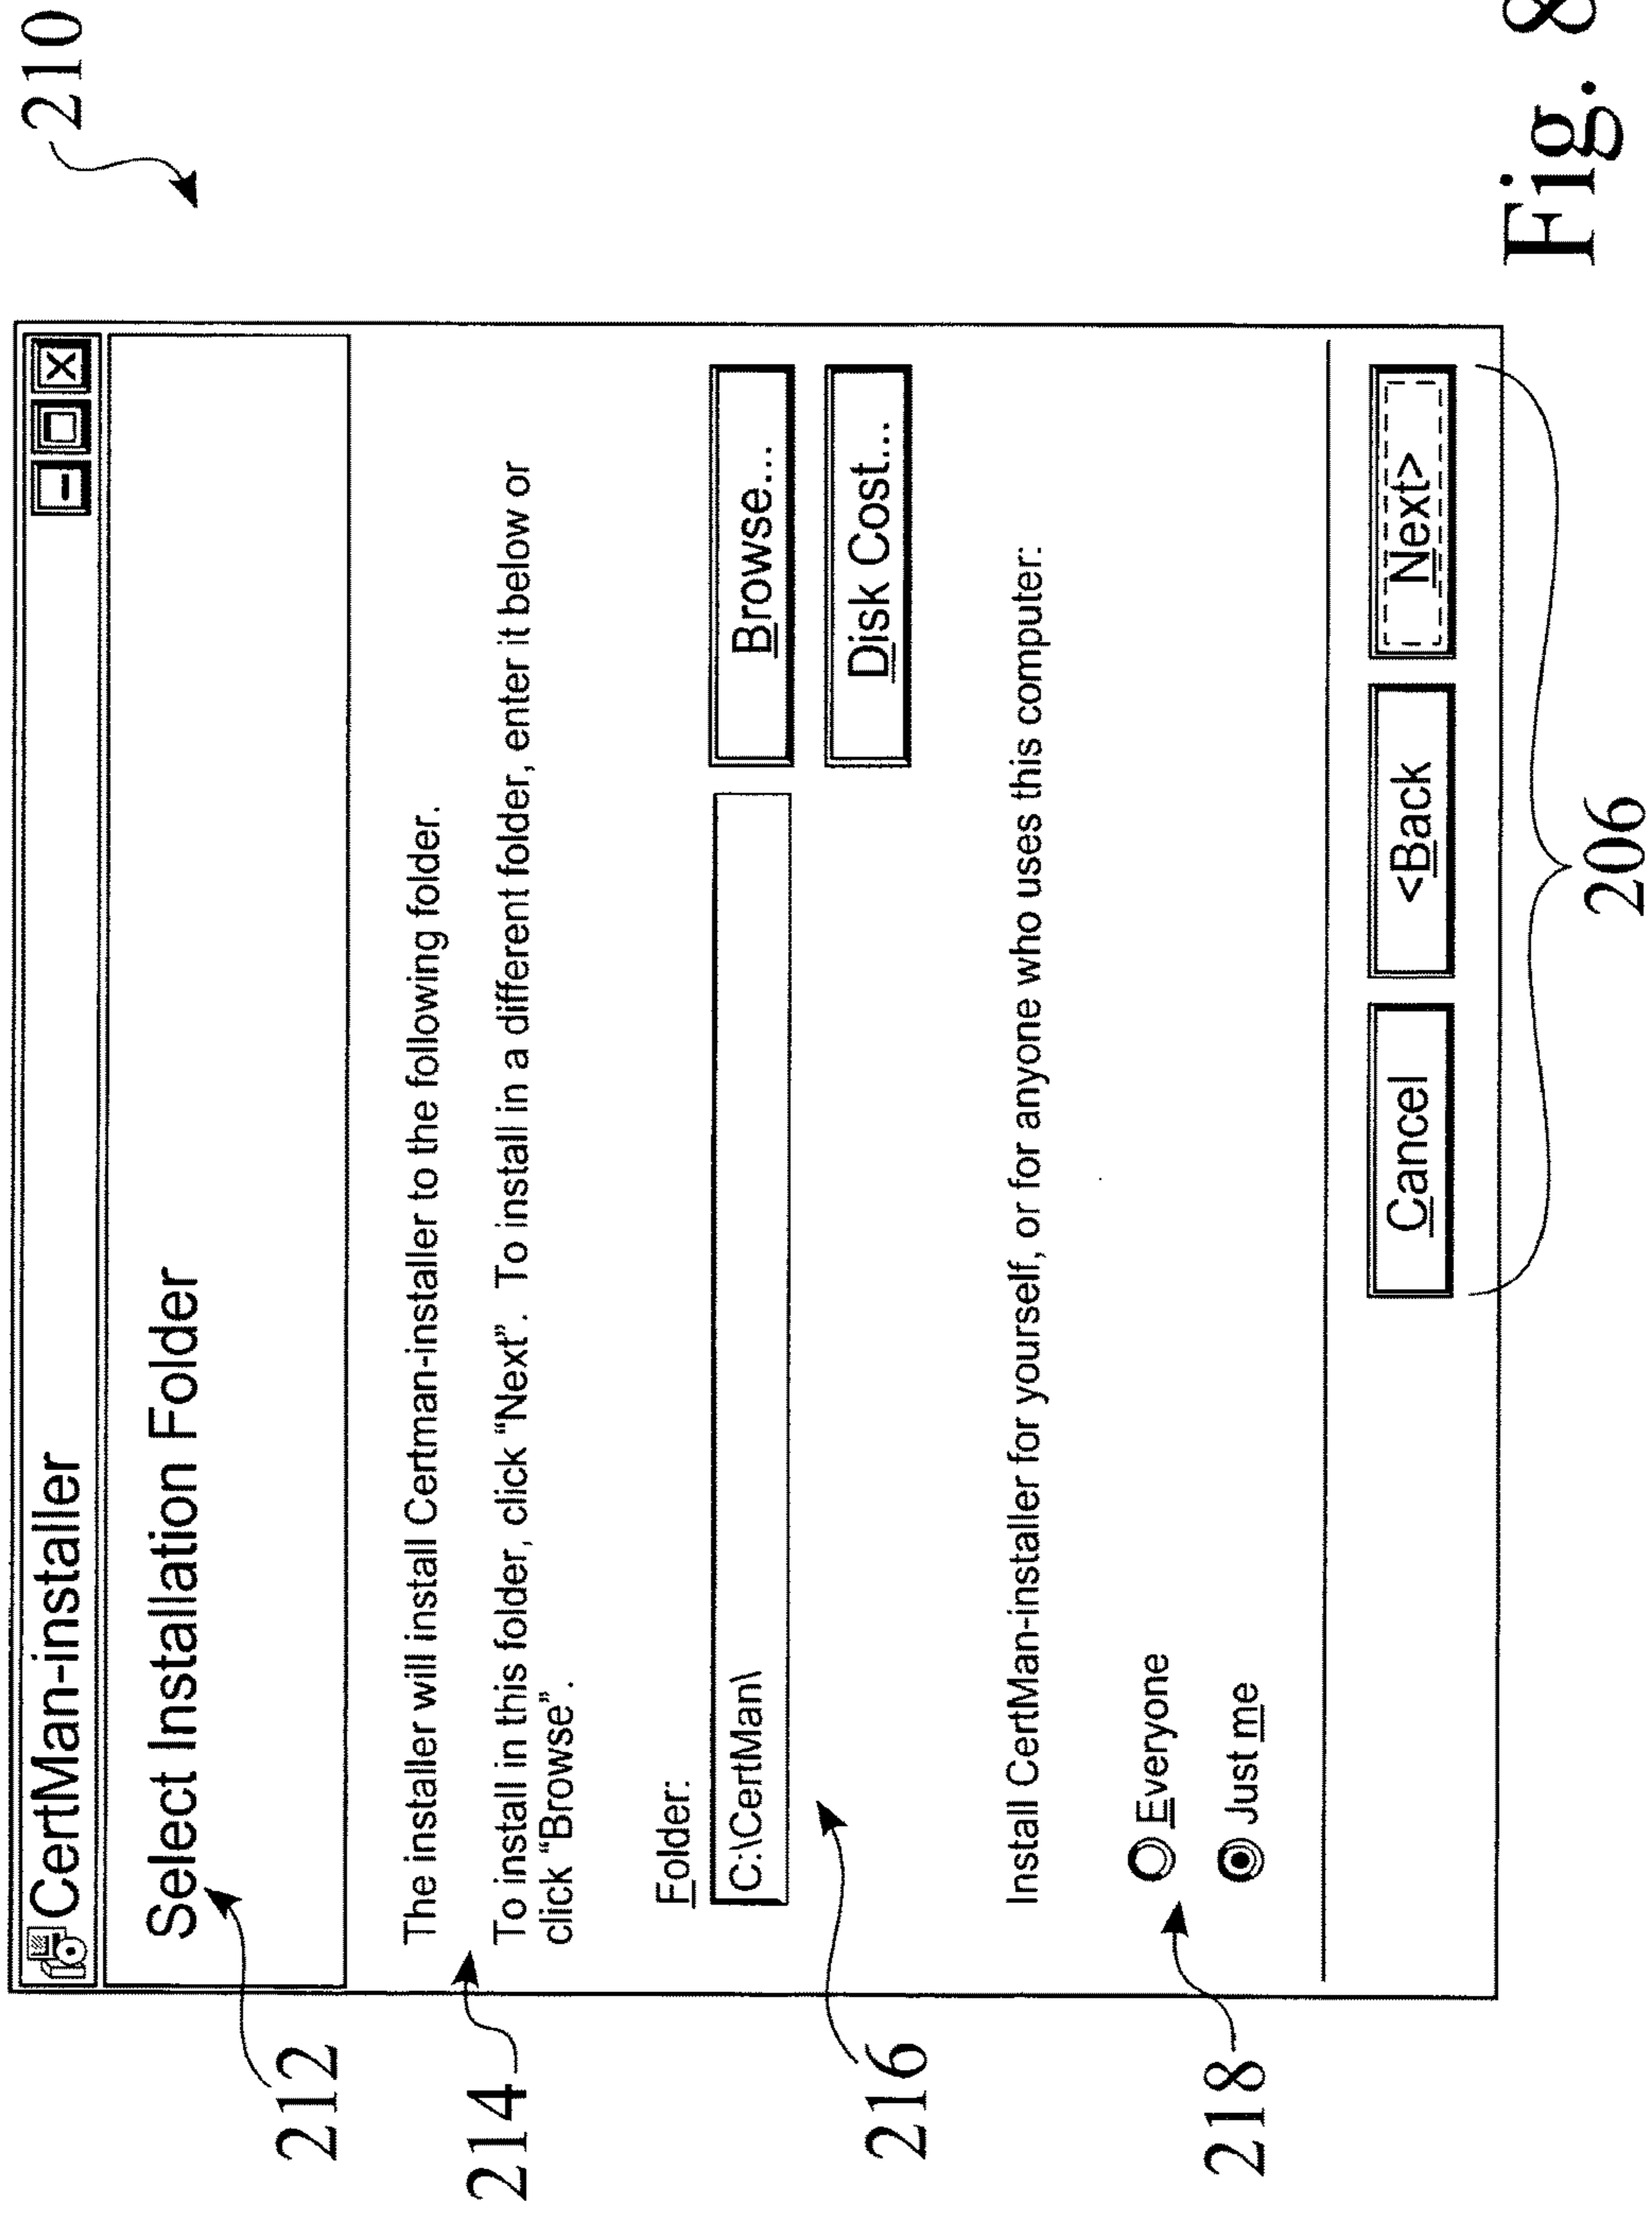 210
CertMan-installer
212
Select Installation Folder
214
The installer will install Certman-installer to the following folder.
To install in this folder, click “Next”. To install in a different folder, enter it below or
click “Browse”.
Folder:
C:\CertMan\
Browse...
216
Disk Cost...
Install CertMan-installer for yourself, or for anyone who uses this computer:
218
Everyone
Just me
Cancel
<Back
Next>
206
Fig. 8